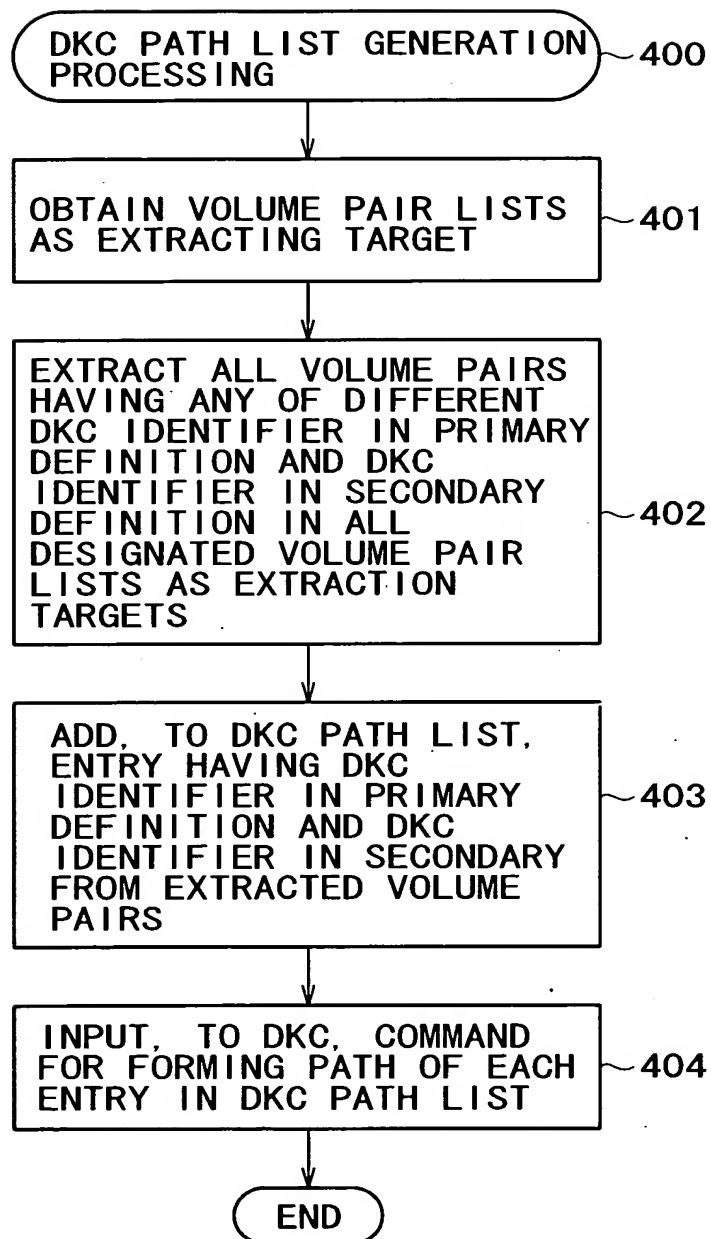 DKC PATH LIST GENERATION
PROCESSING
400
OBTAIN VOLUME PAIR LISTS
AS EXTRACTING TARGET
401
EXTRACT ALL VOLUME PAIRS
HAVING ANY OF DIFFERENT
DKC IDENTIFIER IN PRIMARY
DEFINITION AND DKC
IDENTIFIER IN SECONDARY
DEFINITION IN ALL
DESIGNATED VOLUME PAIR
LISTS AS EXTRACTION
TARGETS
402
ADD, TO DKC PATH LIST,
ENTRY HAVING DKC
IDENTIFIER IN PRIMARY
DEFINITION AND DKC
IDENTIFIER IN SECONDARY
FROM EXTRACTED VOLUME
PAIRS
403
INPUT, TO DKC, COMMAND
FOR FORMING PATH OF EACH
ENTRY IN DKC PATH LIST
404
END